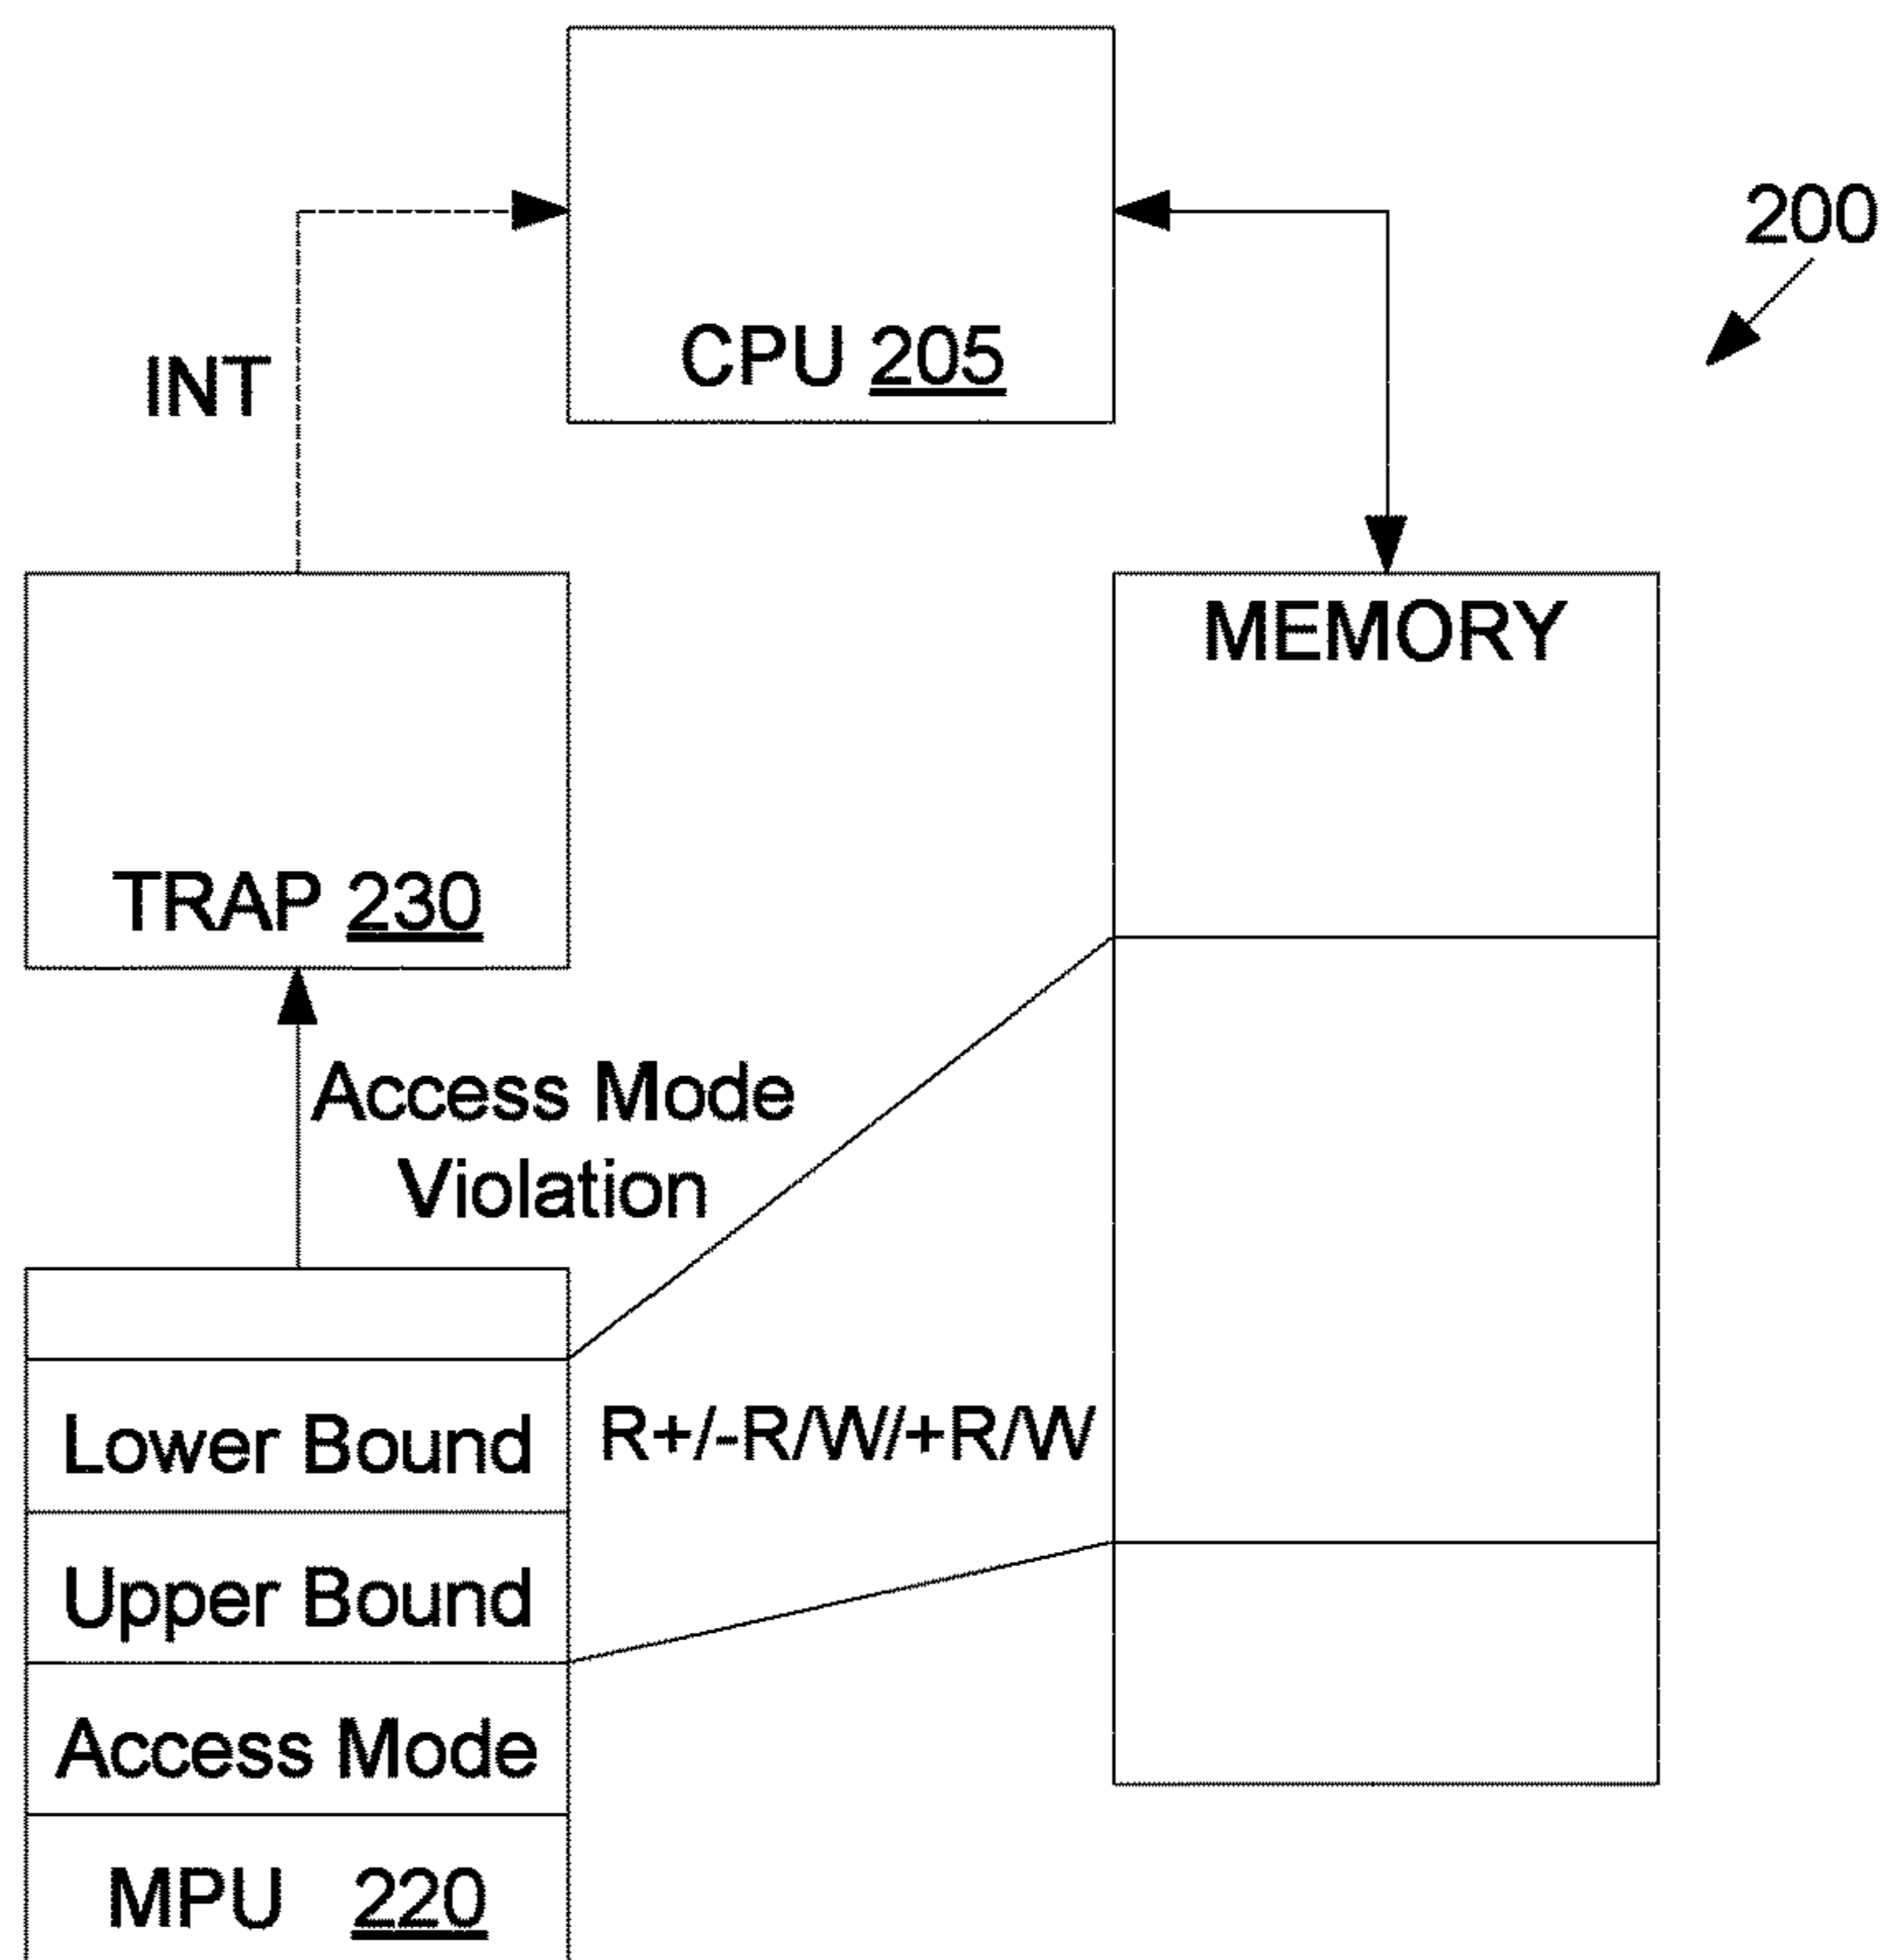 200
CPU 205
INT
MEMORY
TRAP 230
Access Mode
Violation
Lower Bound
R+/-R/W/+R/W
Upper Bound
Access Mode
MPU 220